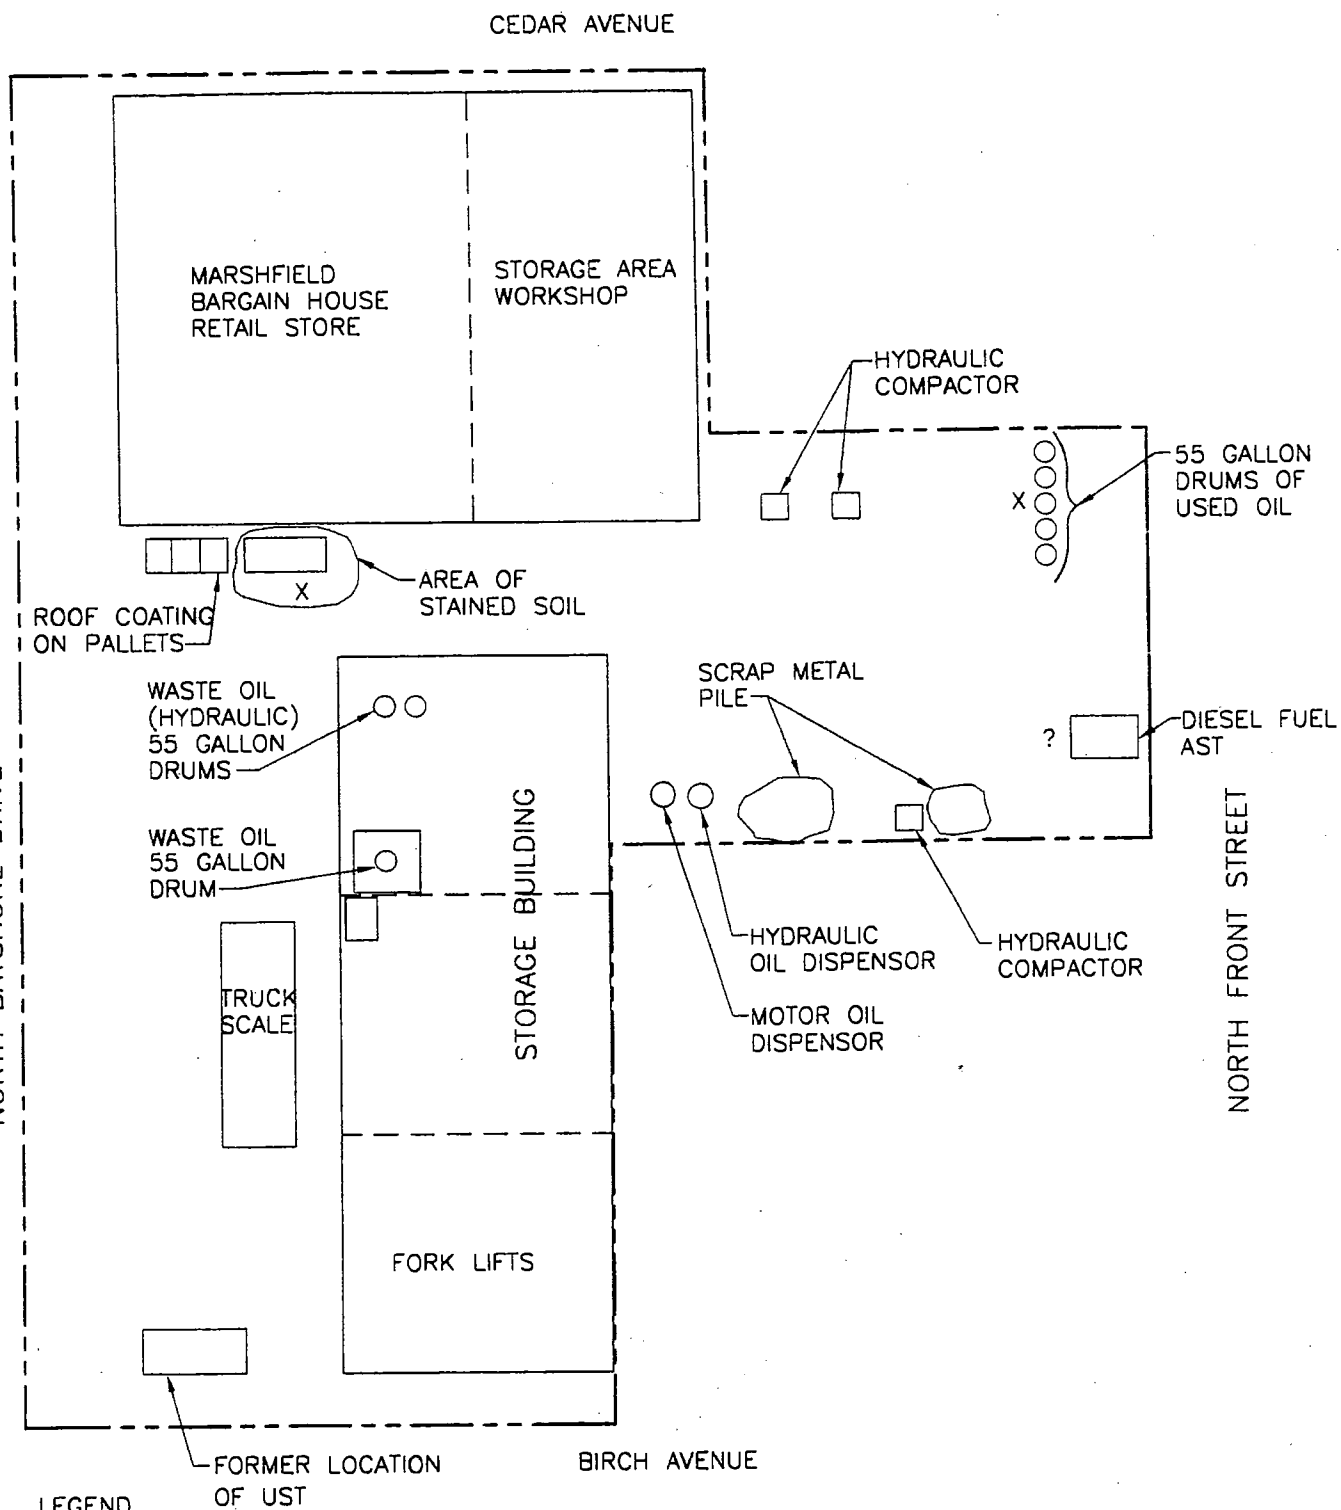 CEDAR AVENUE
MARSHFIELD
BARGAIN HOUSE
RETAIL STORE
STORAGE AREA
WORKSHOP
HYDRAULIC
COMPACTOR
55 GALLON
DRUMS OF
USED OIL
X
AREA OF
STAINED SOIL
X
ROOF COATING
ON PALLETS
WASTE OIL
(HYDRAULIC)
55 GALLON
DRUMS
SCRAP METAL
PILE
?
DIESEL FUEL
AST
WASTE OIL
55 GALLON
DRUM
STORAGE BUILDING
HYDRAULIC
OIL DISPENSOR
HYDRAULIC
COMPACTOR
MOTOR OIL
DISPENSOR
TRUCK
SCALE
NORTH FRONT STREET
FORK LIFTS
FORMER LOCATION
OF UST
BIRCH AVENUE
LEGEND